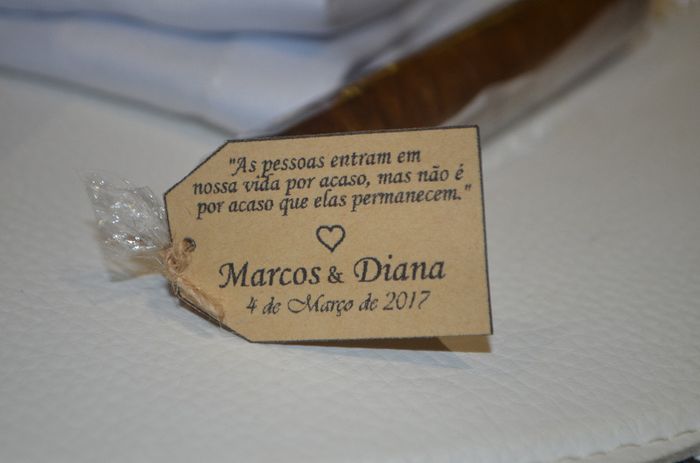 "As pessoas entram em
nossa vida por acaso, mas não é
por acaso que elas permanecem."
Marcos & Diana
4 de Março de 2017